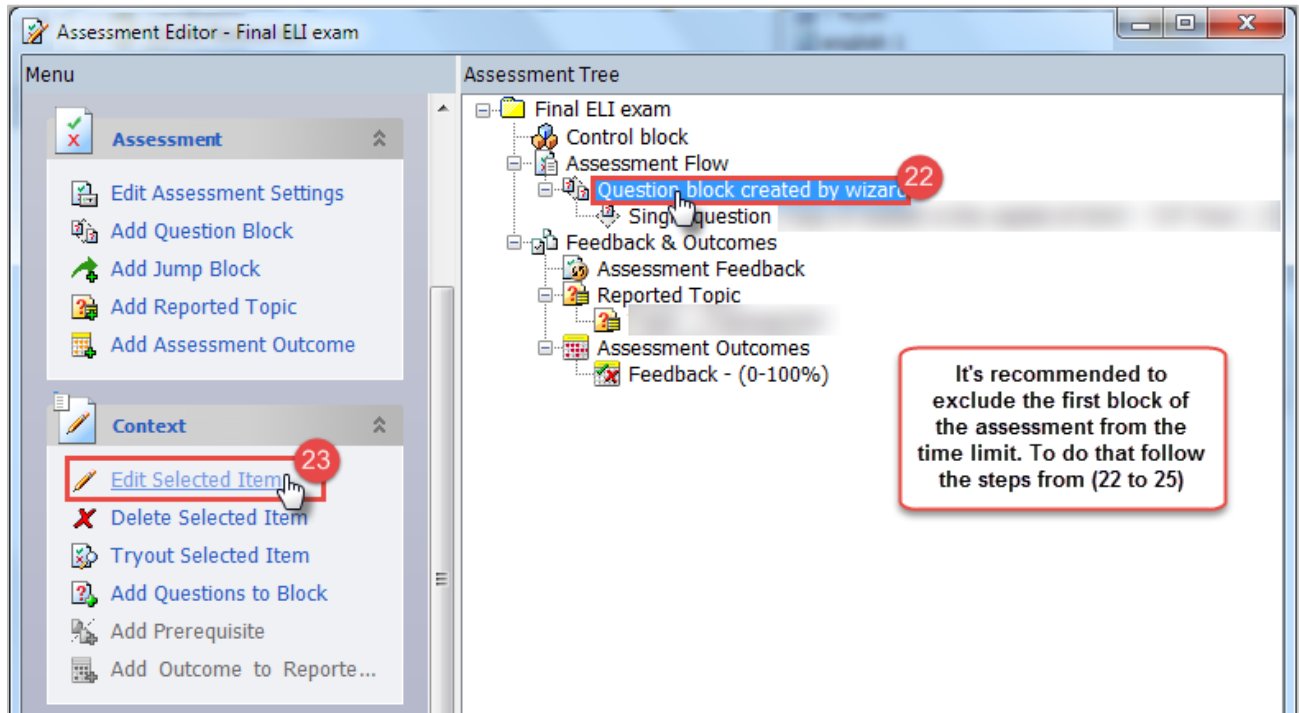 Assessment Editor - Final ELI exam
Menu
Assessment
Edit Assessment Settings
Add Question Block
Add Jump Block
Add Reported Topic
Add Assessment Outcome
Context
Edit Selected Item
23
Delete Selected Item
Tryout Selected Item
Add Questions to Block
Add Prerequisite
Add Outcome to Reporte...
Assessment Tree
Final ELI exam
Control block
Assessment Flow
Question block created by wizard
22
Single question
Feedback & Outcomes
Assessment Feedback
Reported Topic
Assessment Outcomes
Feedback - (0-100%)
It's recommended to
exclude the first block of
the assessment from the
time limit. To do that follow
the steps from (22 to 25)